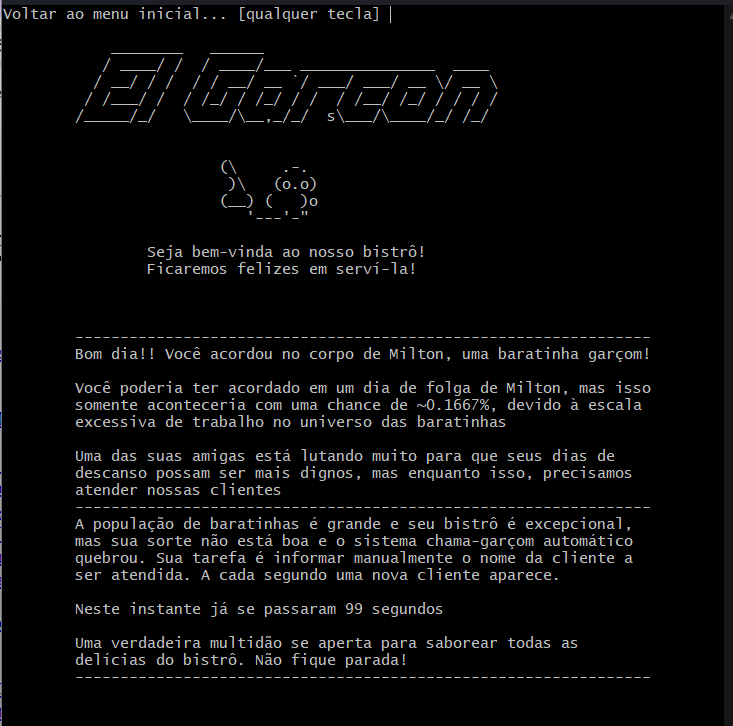 Voltar ao menu inicial... [qualquer tecla]
El Garcon
Seja bem-vinda ao nosso bistrô!
Ficaremos felizes em serví-la!
Bom dia!! Você acordou no corpo de Milton, uma baratinha garçom!
Você poderia ter acordado em um dia de folga de Milton, mas isso
somente aconteceria com uma chance de ~0.1667%, devido à escala
excessiva de trabalho no universo das baratinhas
Uma das suas amigas está lutando muito para que seus dias de
descanso possam ser mais dignos, mas enquanto isso, precisamos
atender nossas clientes
A população de baratinhas é grande e seu bistrô é excepcional,
mas sua sorte não está boa e o sistema chama-garçom automático
quebrou. Sua tarefa é informar manualmente o nome da cliente a
ser atendida. A cada segundo uma nova cliente aparece.
Neste instante já se passaram 99 segundos
Uma verdadeira multidão se aperta para saborear todas as
delícias do bistrô. Não fique parada!